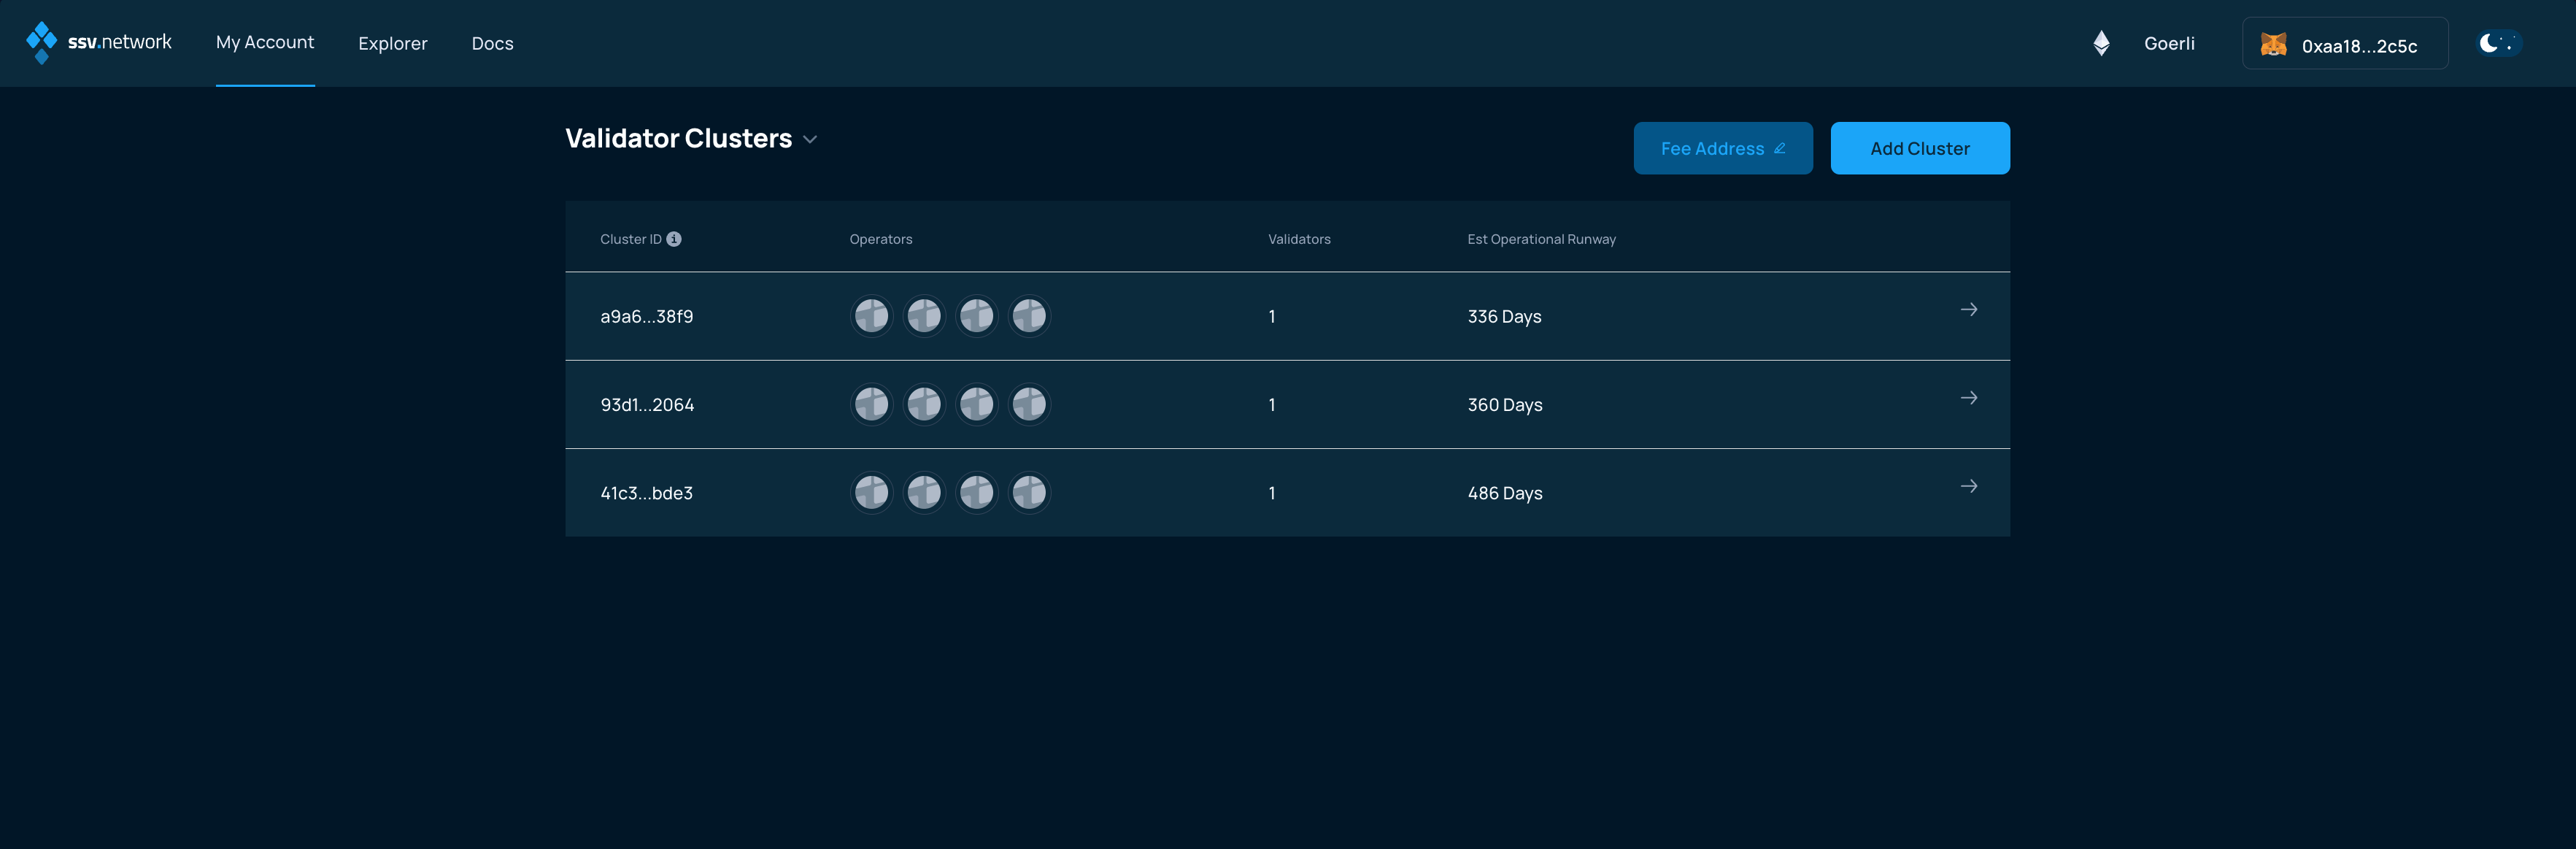 ssv.network My Account Explorer Docs Goerli 0xaa18...2c5c
Validator Clusters Fee Address Add Cluster
Cluster ID Operators Validators Est Operational Runway
a9a6...38f9 1 336 Days
93d1...2064 1 360 Days
41c3...bde3 1 486 Days